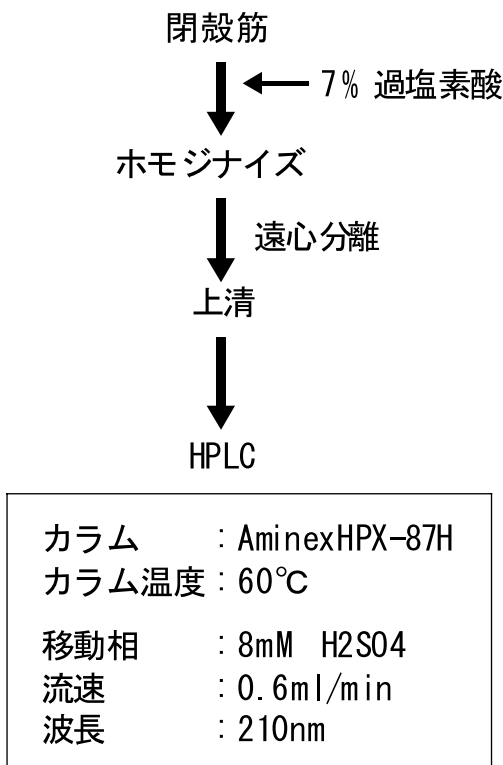 閉殻筋
7% 過塩素酸
ホモジナイズ
遠心分離
上清
HPLC
カラム : AminexHPX-87H
カラム温度 : 60℃
移動相 : 8mM H2SO4
流速 : 0.6ml/min
波長 : 210nm